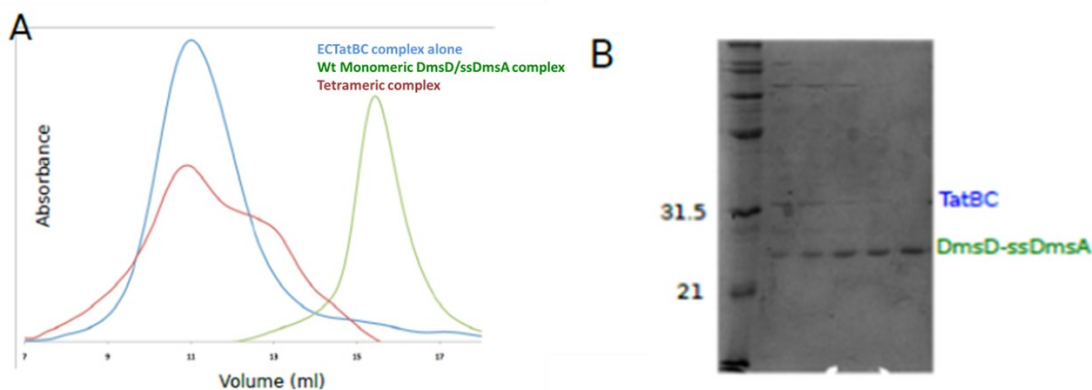 A
ECTatBC complex alone
Wt Monomeric DmsD/ssDmsA complex
Tetrameric complex
Absorbance
7 9 11 13 15 17
Volume (ml)
B
TatBC
31.5
DmsD-ssDmsA
21